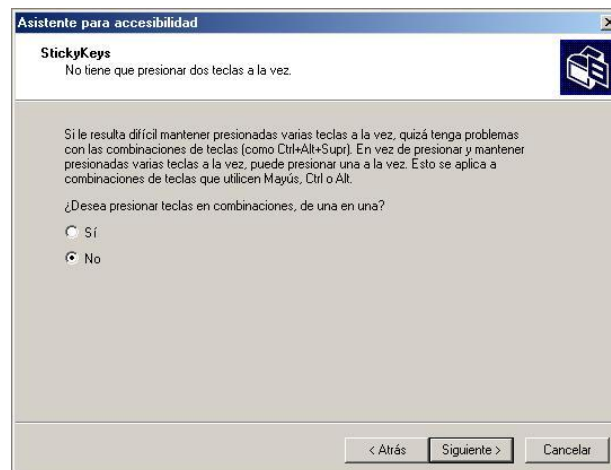 Asistente para accesibilidad
StickyKeys
No tiene que presionar dos teclas a la vez.
Si le resulta difícil mantener presionadas varias teclas a la vez, quizá tenga problemas
con las combinaciones de teclas (como Ctrl+Alt+Supr). En vez de presionar y mantener
presionadas varias teclas a la vez, puede presionar una a la vez. Esto se aplica a
combinaciones de teclas que utilicen Mayús, Ctrl o Alt.
¿Desea presionar teclas en combinaciones, de una en una?
Sí
No
< Atrás Siguiente > Cancelar